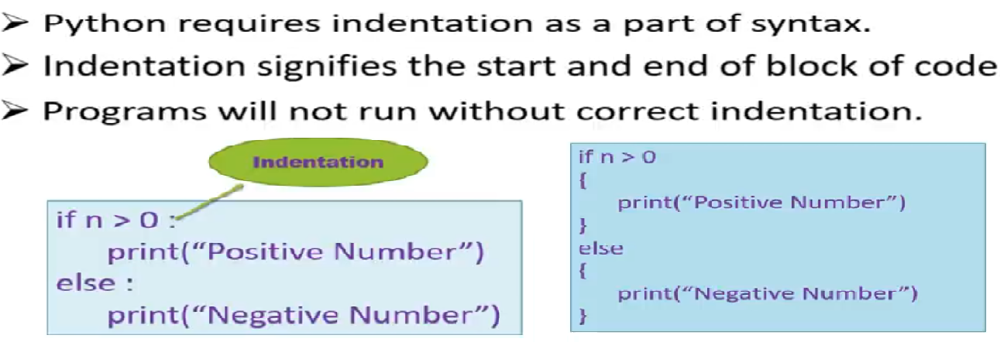 ➢ Python requires indentation as a part of syntax.
➢ Indentation signifies the start and end of block of code
➢ Programs will not run without correct indentation.
Indentation
if n > 0 :
    print(“Positive Number”)
else :
    print(“Negative Number”)
if n > 0
{
    print(“Positive Number”)
}
else
{
    print(“Negative Number”)
}